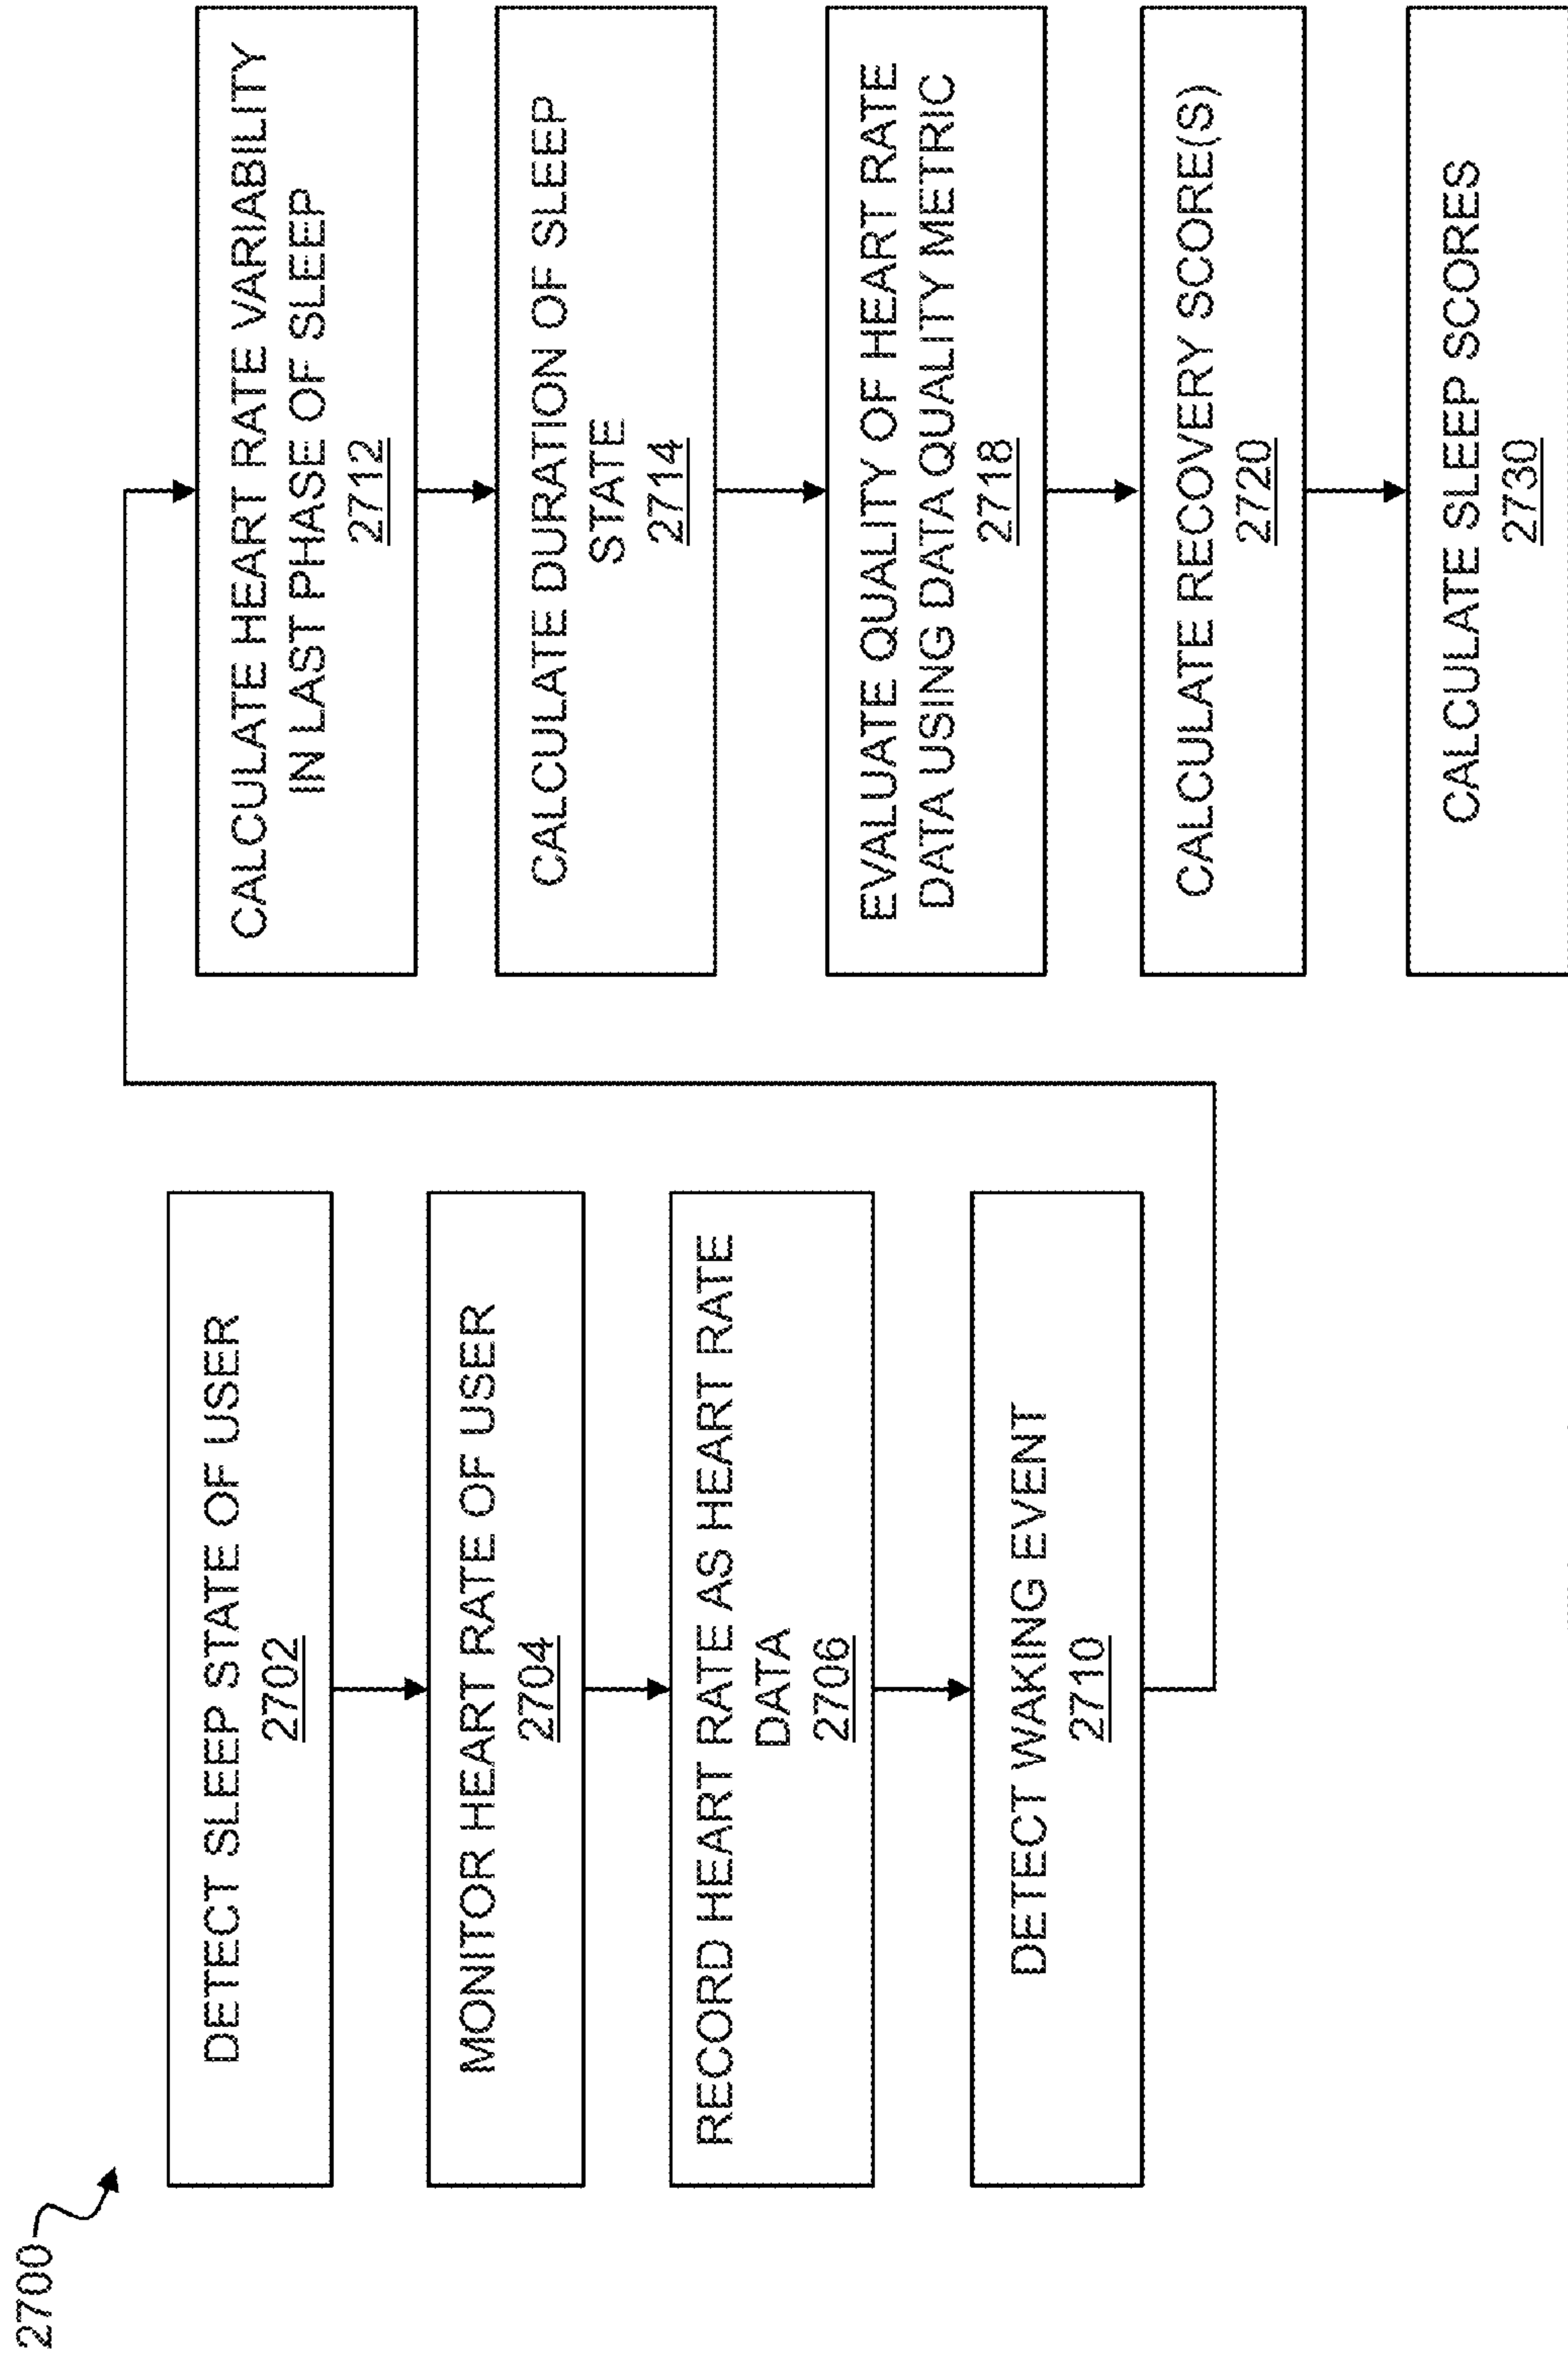 2700
DETECT SLEEP STATE OF USER
2702
MONITOR HEART RATE OF USER
2704
RECORD HEART RATE AS HEART RATE
DATA
2706
DETECT WAKING EVENT
2710
CALCULATE HEART RATE VARIABILITY
IN LAST PHASE OF SLEEP
2712
CALCULATE DURATION OF SLEEP
STATE
2714
EVALUATE QUALITY OF HEART RATE
DATA USING DATA QUALITY METRIC
2718
CALCULATE RECOVERY SCORE(S)
2720
CALCULATE SLEEP SCORES
2730